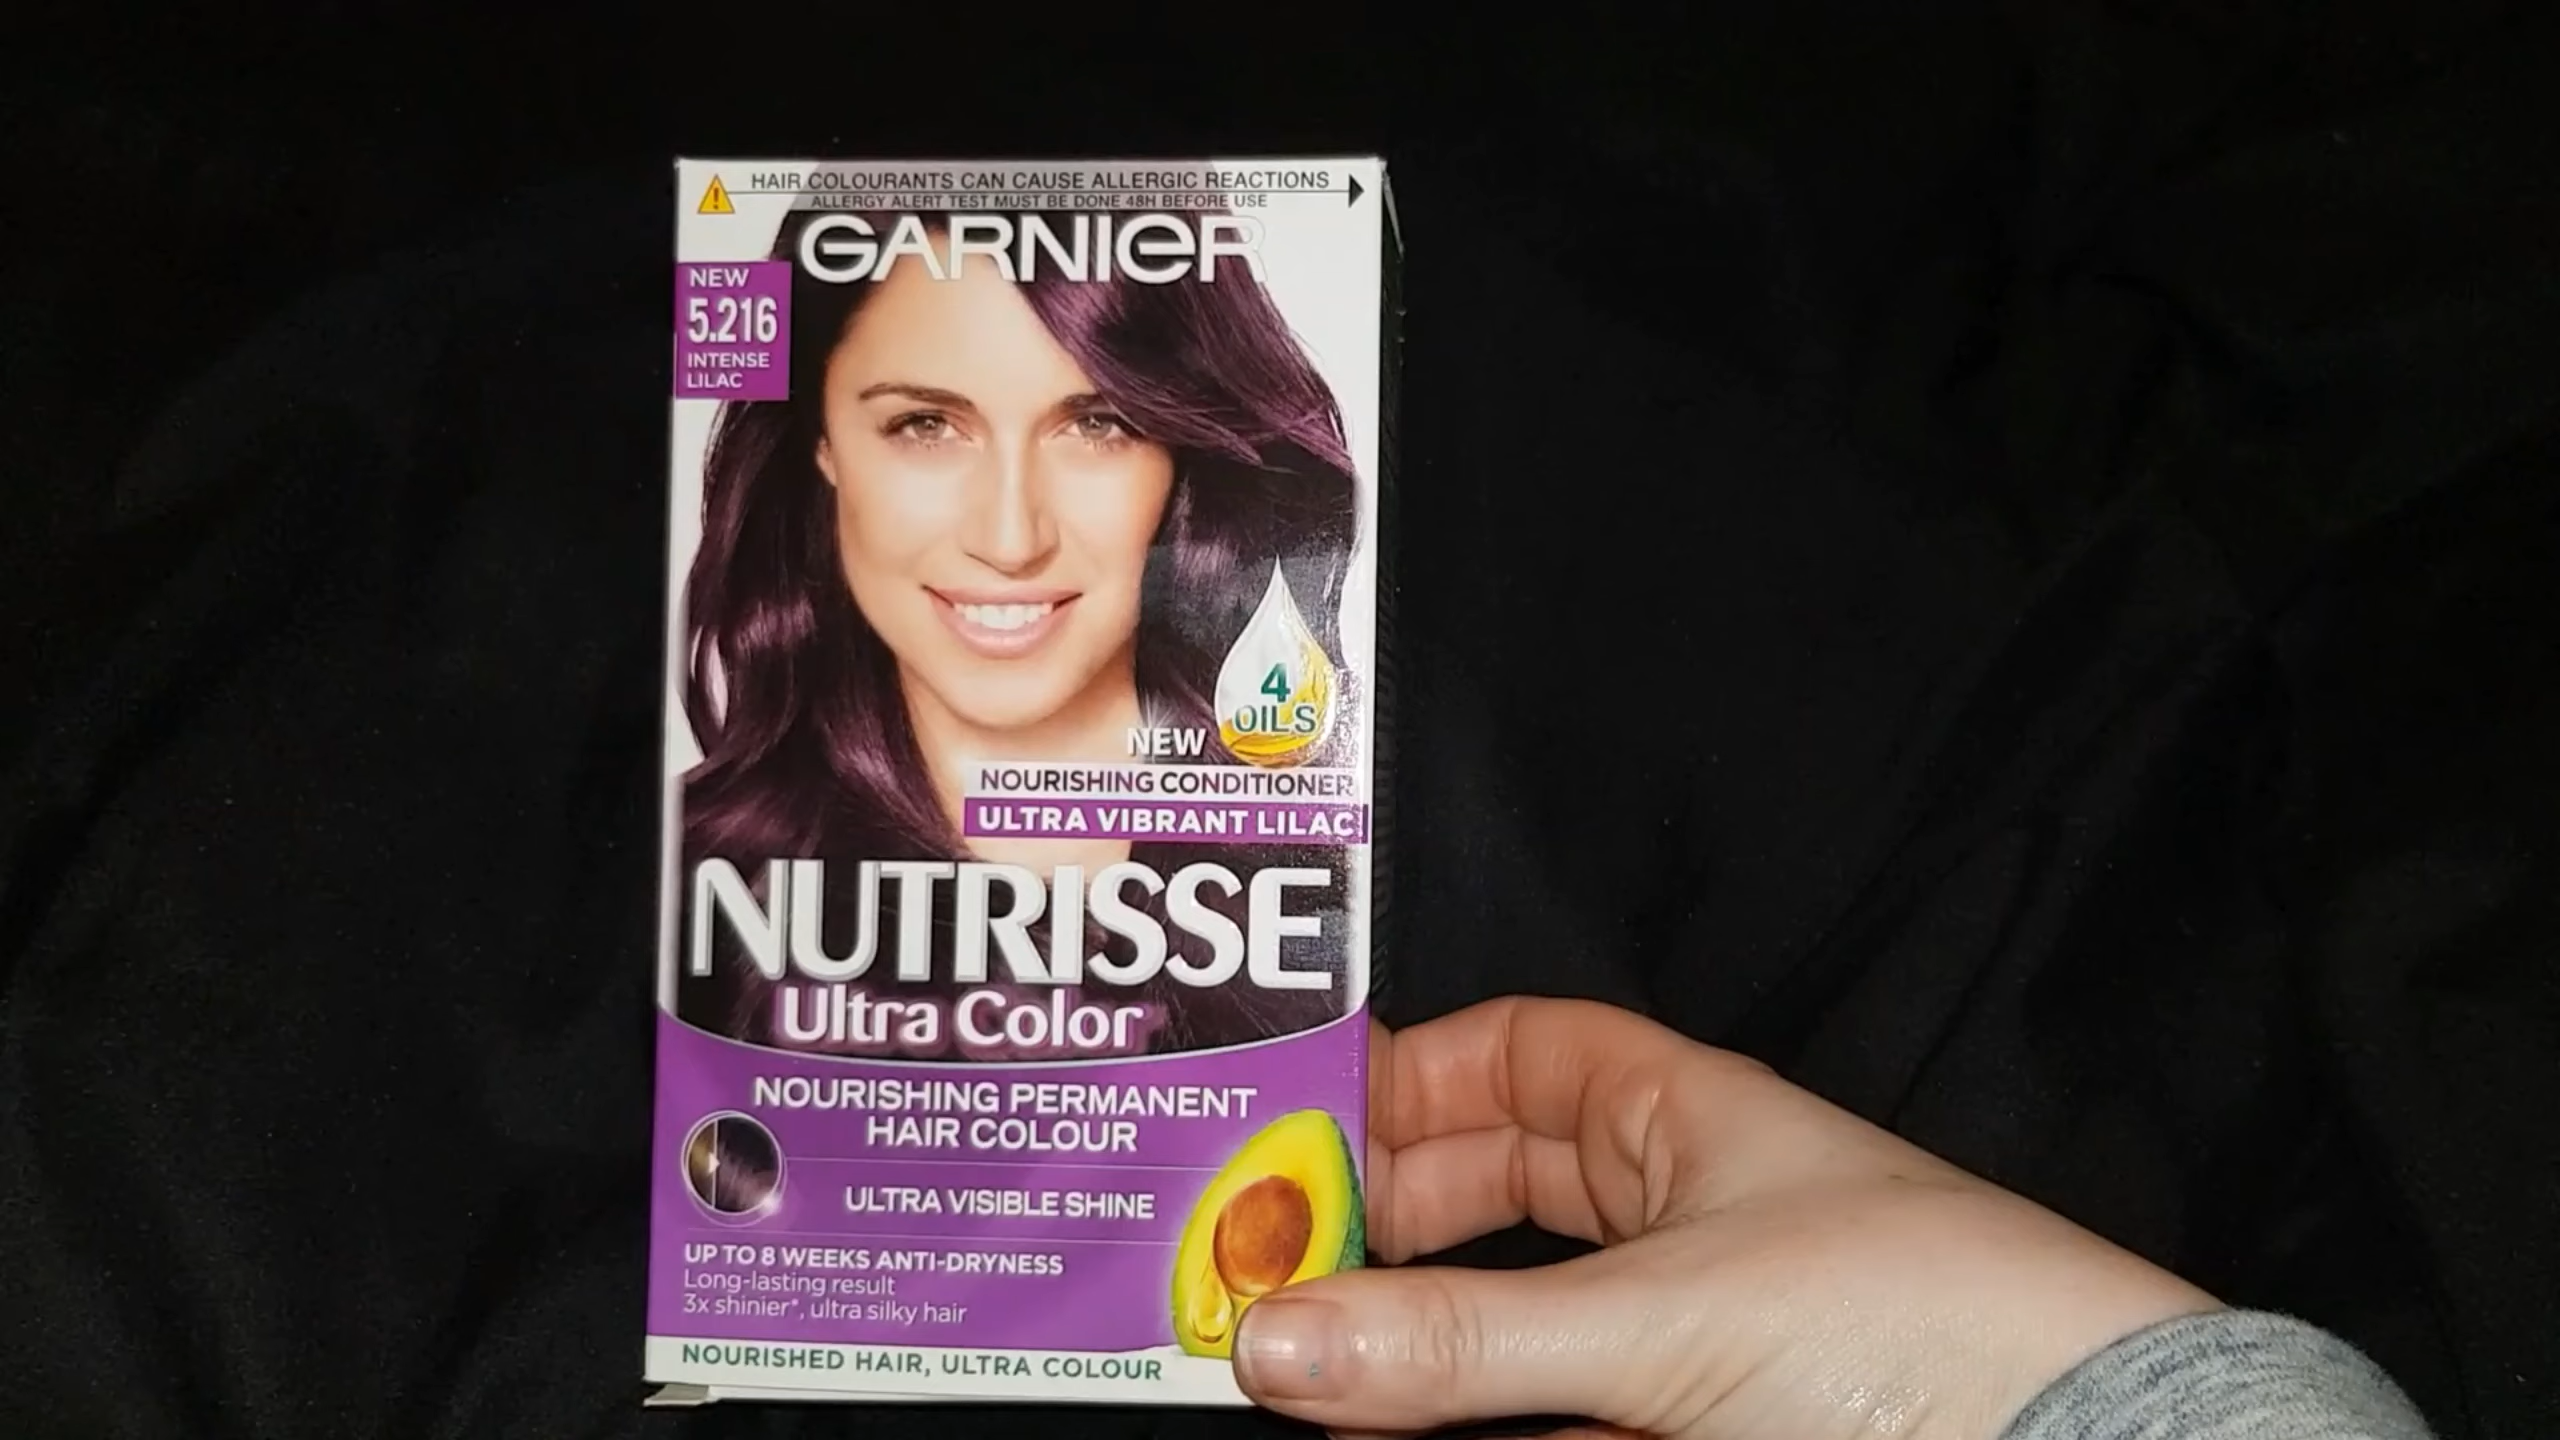 HAIR COLOURANTS CAN CAUSE ALLERGIC REACTIONS
ALLERGY ALERT TEST MUST BE DONE 48H BEFORE USE
GARNIER
NEW
5.216
INTENSE
LILAC
4
OILS
NEW
NOURISHING CONDITIONER
ULTRA VIBRANT LILAC
NUTRISSE
Ultra Color
NOURISHING PERMANENT
HAIR COLOUR
ULTRA VISIBLE SHINE
UP TO 8 WEEKS ANTI-DRYNESS
Long-lasting result
3x shinier*, ultra silky hair
NOURISHED HAIR, ULTRA COLOUR